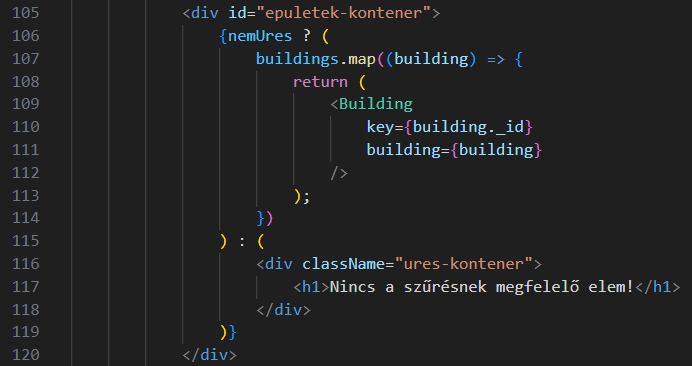 105 <div id="epuletek-kontener">
106 {nemUres ? (
107 buildings.map((building) => {
108 return (
109 <Building
110 key={building._id}
111 building={building}
112 />
113 );
114 })
115 ) : (
116 <div className="ures-kontener">
117 <h1>Nincs a szűrésnek megfelelő elem!</h1>
118 </div>
119 )}
120 </div>